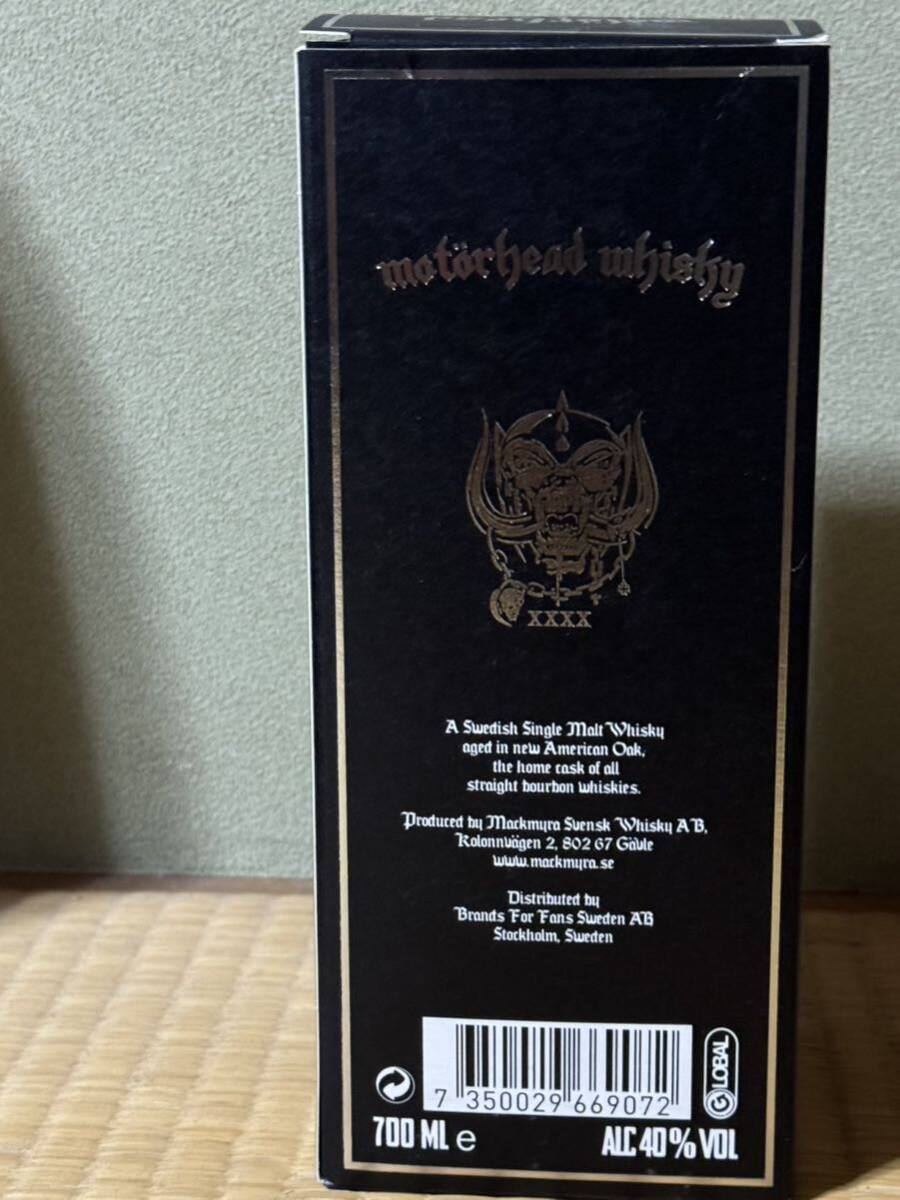 motörhead whisky
XXXX
A Swedish Single Malt Whisky
aged in new American Oak,
the home cask of all
straight bourbon whiskies.
Produced by Mackmyra Svensk Whisky AB,
Kolonnvägen 2, 802 67 Gävle
www.mackmyra.se
Distributed by
Brands For Fans Sweden AB
Stockholm, Sweden
7 350029 669072
GLOBAL
700 ML e
ALC 40% VOL